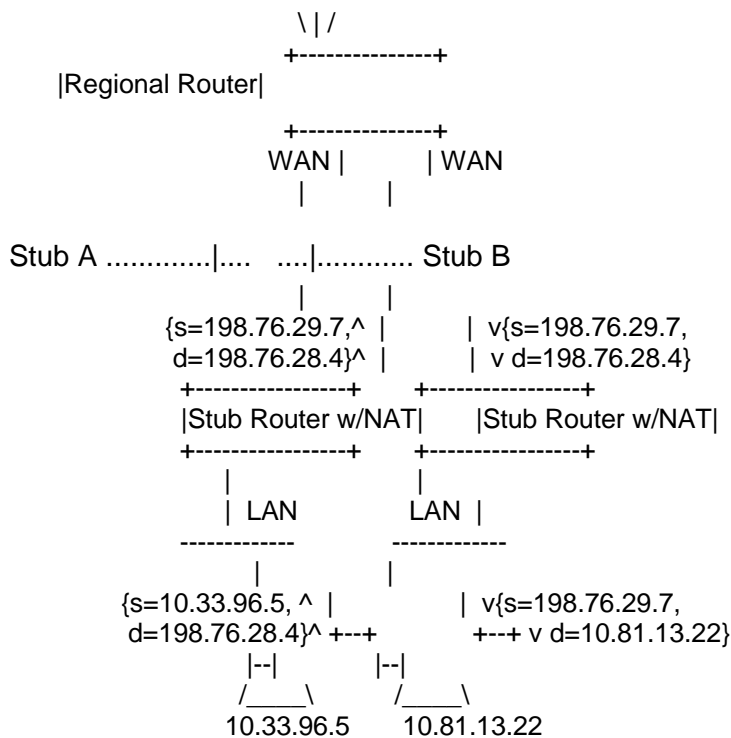 \ | /
+---------------+
|Regional Router|
+---------------+
WAN | | WAN
| |
Stub A .............|.... ....|............ Stub B
| |
{s=198.76.29.7,^ | | v{s=198.76.29.7,
d=198.76.28.4}^ | | v d=198.76.28.4}
+-----------------+ +-----------------+
|Stub Router w/NAT| |Stub Router w/NAT|
+-----------------+ +-----------------+
| |
| LAN LAN |
------------- -------------
| |
{s=10.33.96.5, ^ | | v{s=198.76.29.7,
d=198.76.28.4}^ +--+ +--+ v d=10.81.13.22}
|--| |--|
/____\ /____\
10.33.96.5 10.81.13.22